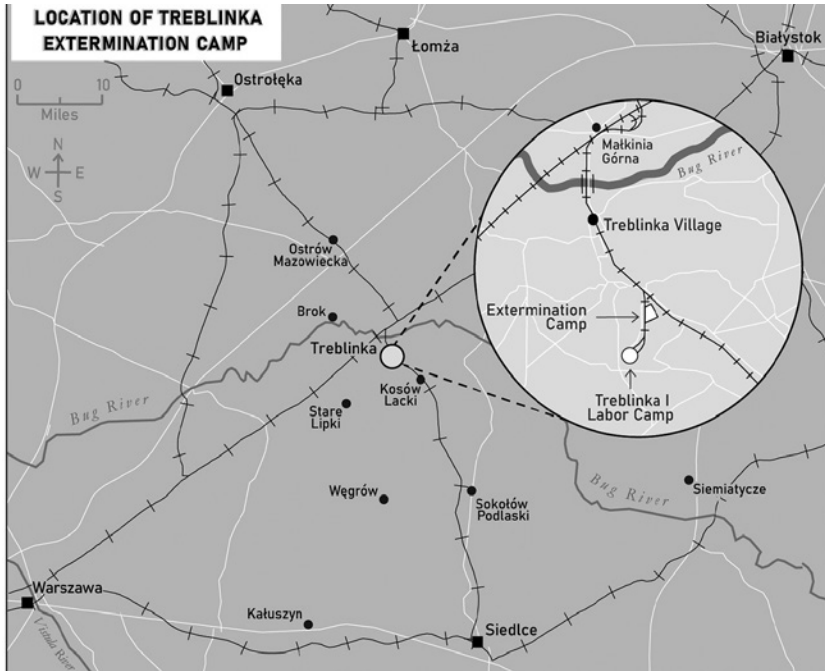 LOCATION OF TREBLINKA
EXTERMINATION CAMP
Łomża
Białystok
Ostrołęka
0 10
Miles
N
W E
S
Małkinia
Górna
Bug River
Treblinka Village
Ostrów
Mazowiecka
Extermination
Camp
Brok
Treblinka
Kosów
Lacki
Treblinka I
Labor Camp
Stare
Lipki
Bug River
Węgrów
Sokołów
Podlaski
Siemiatycze
Bug River
Warszawa
Kałuszyn
Siedlce
Vistula River